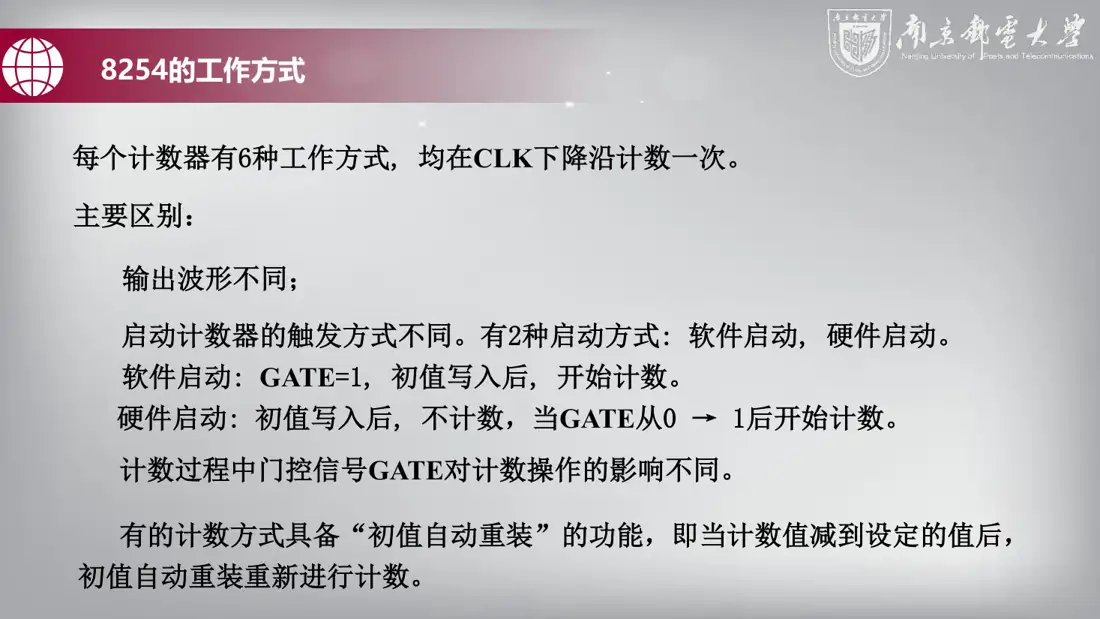 8254的工作方式
南京邮电大学
Nanjing University of Posts and Telecommunications
每个计数器有6种工作方式，均在CLK下降沿计数一次。
主要区别：
输出波形不同；
启动计数器的触发方式不同。有2种启动方式：软件启动，硬件启动。
软件启动：GATE=1，初值写入后，开始计数。
硬件启动：初值写入后，不计数，当GATE从0 → 1后开始计数。
计数过程中门控信号GATE对计数操作的影响不同。
有的计数方式具备“初值自动重装”的功能，即当计数值减到设定的值后，
初值自动重装重新进行计数。